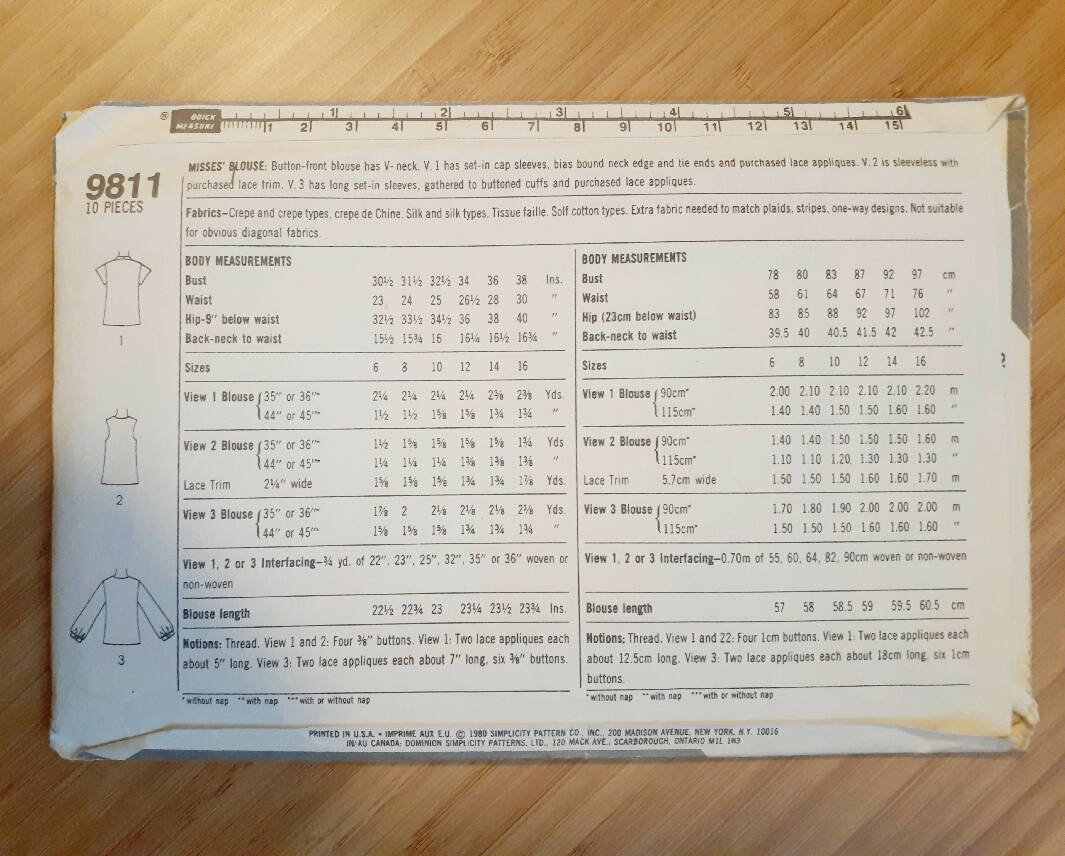 ® QUICK MEASURE 1 2 3 4 5 6
1 2 3 4 5 6 7 8 9 10 11 12 13 14 15
9811
10 PIECES
MISSES' BLOUSE: Button-front blouse has V-neck. V. 1 has set-in cap sleeves, bias bound neck edge and tie ends and purchased lace appliques. V. 2 is sleeveless with
purchased lace trim. V. 3 has long set-in sleeves, gathered to buttoned cuffs and purchased lace appliques.
Fabrics—Crepe and crepe types, crepe de Chine. Silk and silk types. Tissue faille. Solf cotton types. Extra fabric needed to match plaids, stripes, one-way designs. Not suitable
for obvious diagonal fabrics.
1
2
3
BODY MEASUREMENTS
Bust 30½ 31½ 32½ 34 36 38 Ins.
Waist 23 24 25 26½ 28 30 "
Hip-9" below waist 32½ 33½ 34½ 36 38 40 "
Back-neck to waist 15½ 15¾ 16 16¼ 16½ 16¾ "
Sizes 6 8 10 12 14 16
View 1 Blouse 35" or 36"* 2¼ 2¼ 2¼ 2¼ 2⅜ 2⅜ Yds.
44" or 45"* 1½ 1½ 1⅝ 1⅝ 1¾ 1¾ "
View 2 Blouse 35" or 36"* 1½ 1⅝ 1⅝ 1⅝ 1⅝ 1¾ Yds
44" or 45"* 1¼ 1¼ 1¼ 1⅜ 1⅜ 1⅜ "
Lace Trim 2¼" wide 1⅝ 1⅝ 1⅝ 1¾ 1¾ 1⅞ Yds.
View 3 Blouse 35" or 36"* 1⅞ 2 2⅛ 2⅛ 2⅛ 2⅛ Yds.
44" or 45"* 1⅝ 1⅝ 1⅝ 1¾ 1¾ 1¾ "
View 1, 2 or 3 Interfacing—¾ yd. of 22", 23", 25", 32", 35" or 36" woven or
non-woven
Blouse length 22½ 22¾ 23 23¼ 23½ 23¾ Ins.
Notions: Thread. View 1 and 2: Four ⅜" buttons. View 1: Two lace appliques each
about 5" long. View 3: Two lace appliques each about 7" long, six ⅜" buttons.
*without nap **with nap ***with or without nap
BODY MEASUREMENTS
Bust 78 80 83 87 92 97 cm
Waist 58 61 64 67 71 76 "
Hip (23cm below waist) 83 85 88 92 97 102 "
Back-neck to waist 39.5 40 40.5 41.5 42 42.5 "
Sizes 6 8 10 12 14 16
View 1 Blouse 90cm* 2.00 2.10 2.10 2.10 2.10 2.20 m
115cm* 1.40 1.40 1.50 1.50 1.60 1.60 "
View 2 Blouse 90cm* 1.40 1.40 1.50 1.50 1.50 1.60 m
115cm* 1.10 1.10 1.20 1.30 1.30 1.30 "
Lace Trim 5.7cm wide 1.50 1.50 1.50 1.60 1.60 1.70 m
View 3 Blouse 90cm* 1.70 1.80 1.90 2.00 2.00 2.00 m
115cm* 1.50 1.50 1.50 1.60 1.60 1.60 "
View 1, 2 or 3 Interfacing—0.70m of 55, 60, 64, 82, 90cm woven or non-woven
Blouse length 57 58 58.5 59 59.5 60.5 cm
Notions; Thread. View 1 and 22: Four 1cm buttons. View 1: Two lace appliques each
about 12.5cm long. View 3: Two lace appliques each about 18cm long, six 1cm
buttons.
*without nap **with nap ***with or without nap
PRINTED IN U.S.A. • IMPRIME AUX E.U. © 1980 SIMPLICITY PATTERN CO., INC., 200 MADISON AVENUE, NEW YORK, N.Y. 10016
IN/AU CANADA: DOMINION SIMPLICITY PATTERNS, LTD., 120 MACK AVE., SCARBOROUGH, ONTARIO M1L 1N3